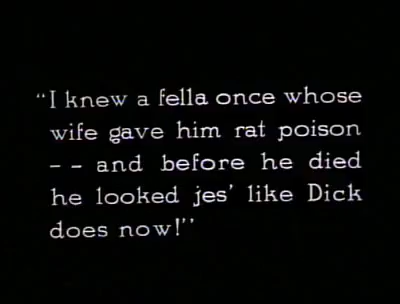 “I knew a fella once whose
wife gave him rat poison
-- and before he died
he looked jes’ like Dick
does now!”